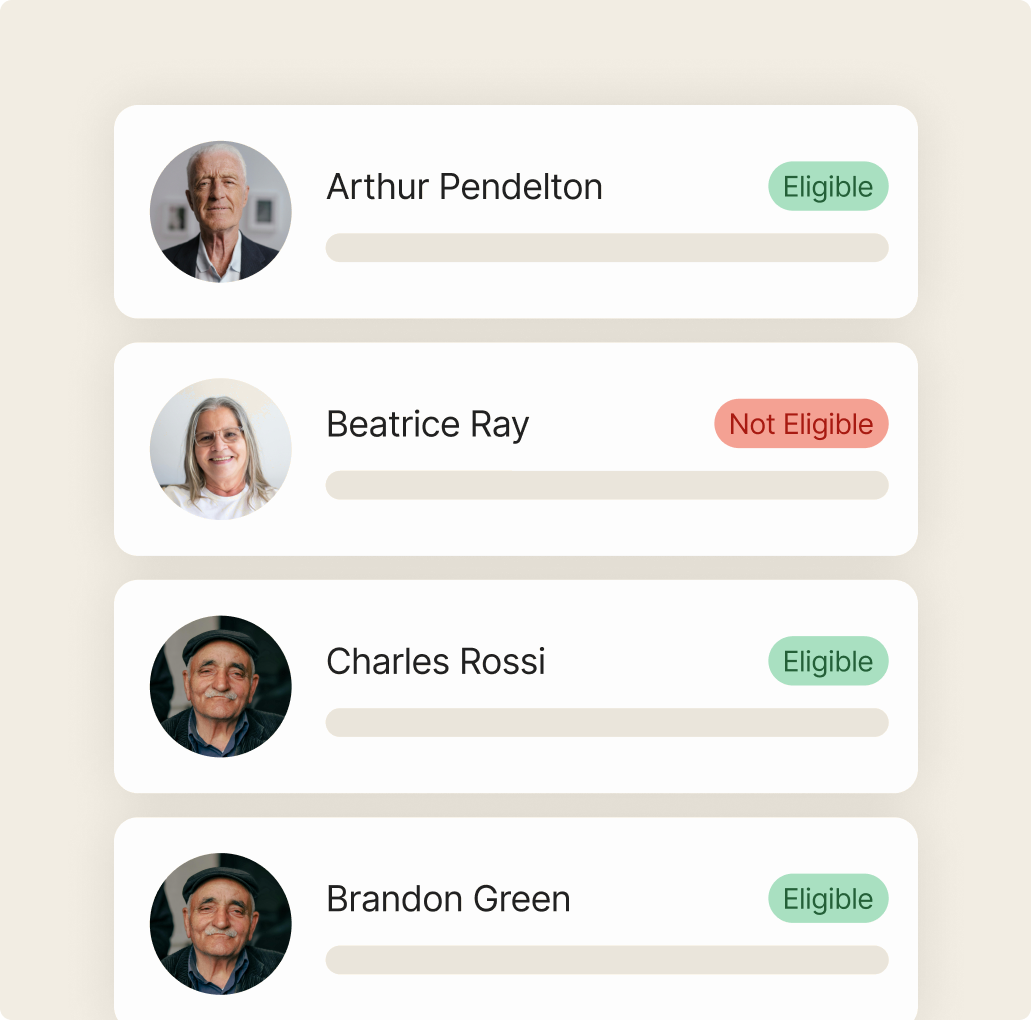 Arthur Pendelton
Eligible
Beatrice Ray
Not Eligible
Charles Rossi
Eligible
Brandon Green
Eligible